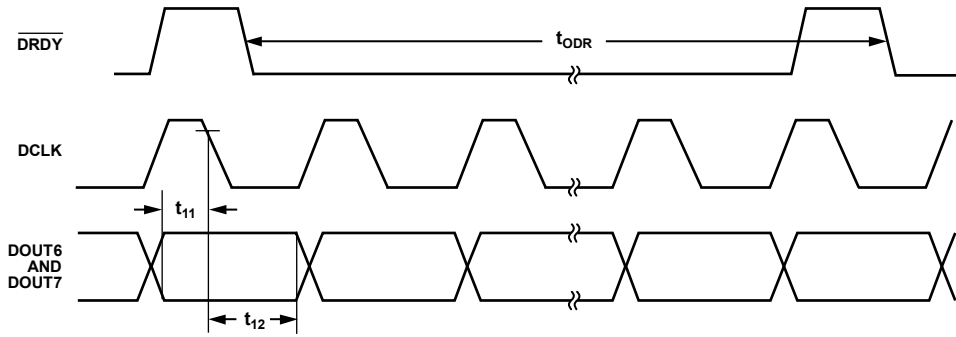 DRDY
tODR
DCLK
t11
DOUT6
AND
DOUT7
t12